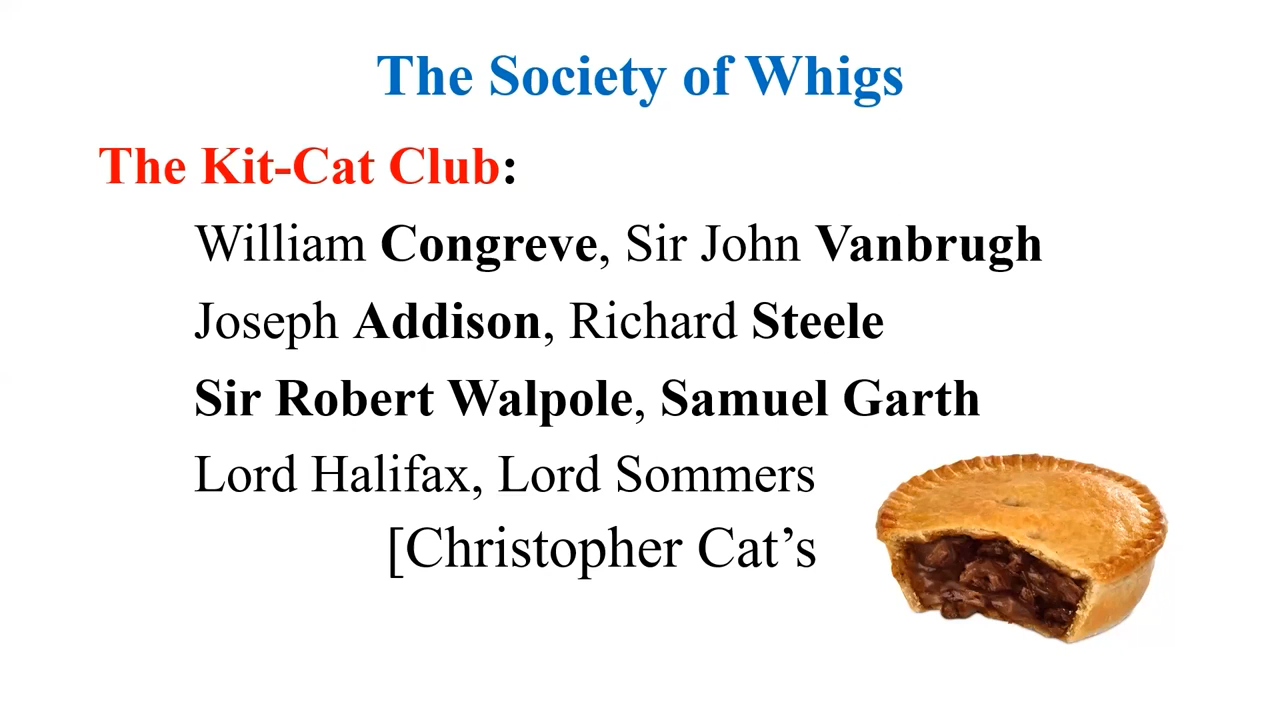 The Society of Whigs
The Kit-Cat Club:
William Congreve, Sir John Vanbrugh
Joseph Addison, Richard Steele
Sir Robert Walpole, Samuel Garth
Lord Halifax, Lord Sommers
[Christopher Cat’s